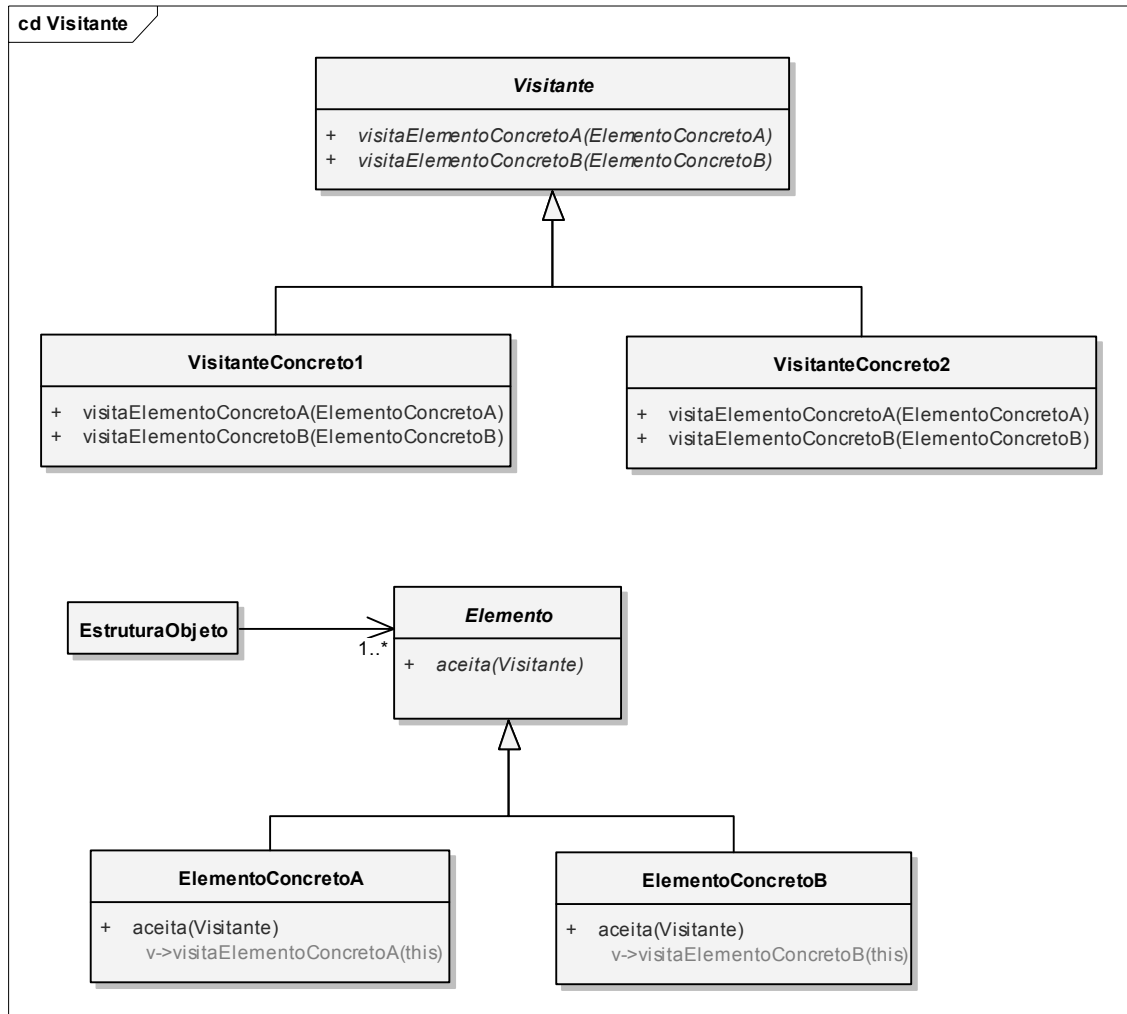 cd Visitante
Visitante
+ visitaElementoConcretoA(ElementoConcretoA)
+ visitaElementoConcretoB(ElementoConcretoB)
VisitanteConcreto1
+ visitaElementoConcretoA(ElementoConcretoA)
+ visitaElementoConcretoB(ElementoConcretoB)
VisitanteConcreto2
+ visitaElementoConcretoA(ElementoConcretoA)
+ visitaElementoConcretoB(ElementoConcretoB)
EstruturaObjeto
1..*
Elemento
+ aceita(Visitante)
ElementoConcretoA
+ aceita(Visitante)
v->visitaElementoConcretoA(this)
ElementoConcretoB
+ aceita(Visitante)
v->visitaElementoConcretoB(this)